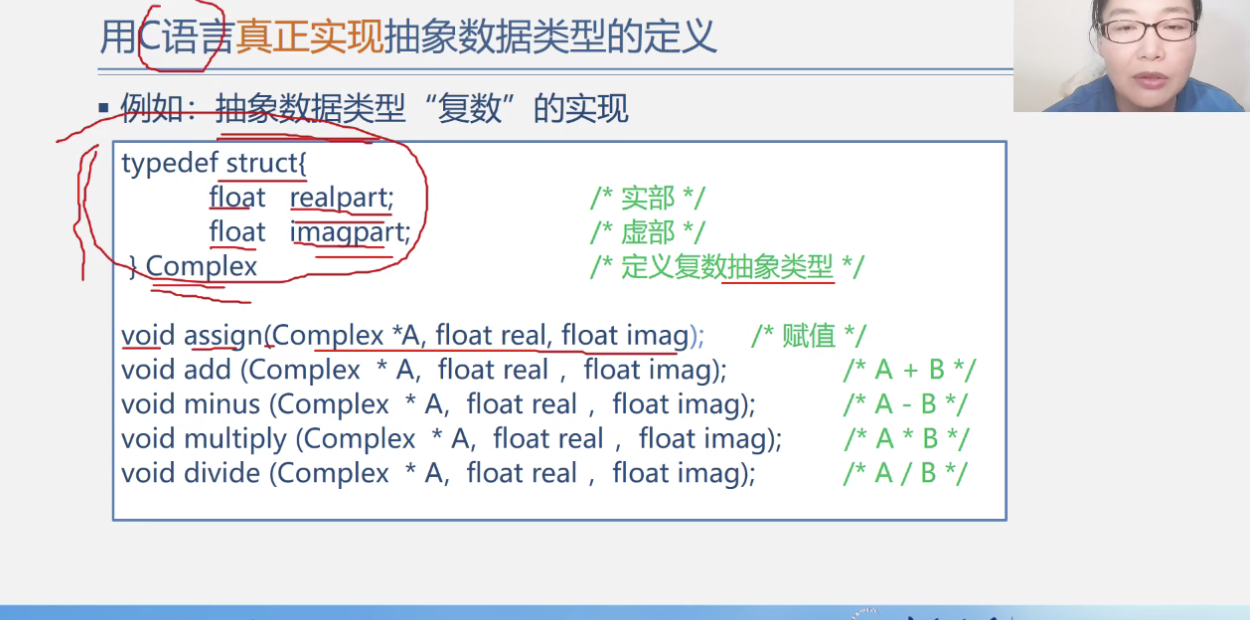 用C语言真正实现抽象数据类型的定义
▪ 例如：抽象数据类型“复数”的实现
typedef struct{
float realpart; /* 实部 */
float imagpart; /* 虚部 */
} Complex /* 定义复数抽象类型 */
void assign(Complex *A, float real, float imag); /* 赋值 */
void add (Complex * A, float real , float imag); /* A + B */
void minus (Complex * A, float real , float imag); /* A - B */
void multiply (Complex * A, float real , float imag); /* A * B */
void divide (Complex * A, float real , float imag); /* A / B */